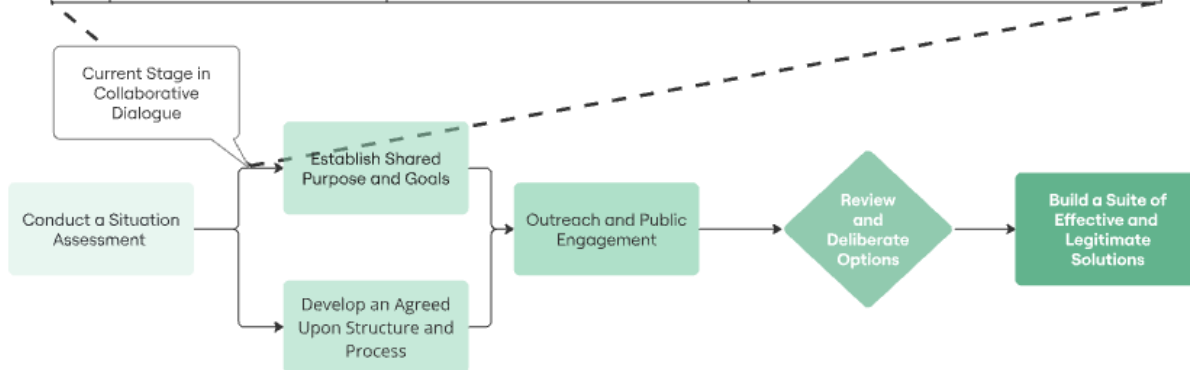 Current Stage in
Collaborative
Dialogue
Establish Shared
Purpose and Goals
Conduct a Situation
Assessment
Outreach and Public
Engagement
Review
and
Deliberate
Options
Build a Suite of
Effective and
Legitimate
Solutions
Develop an Agreed
Upon Structure and
Process